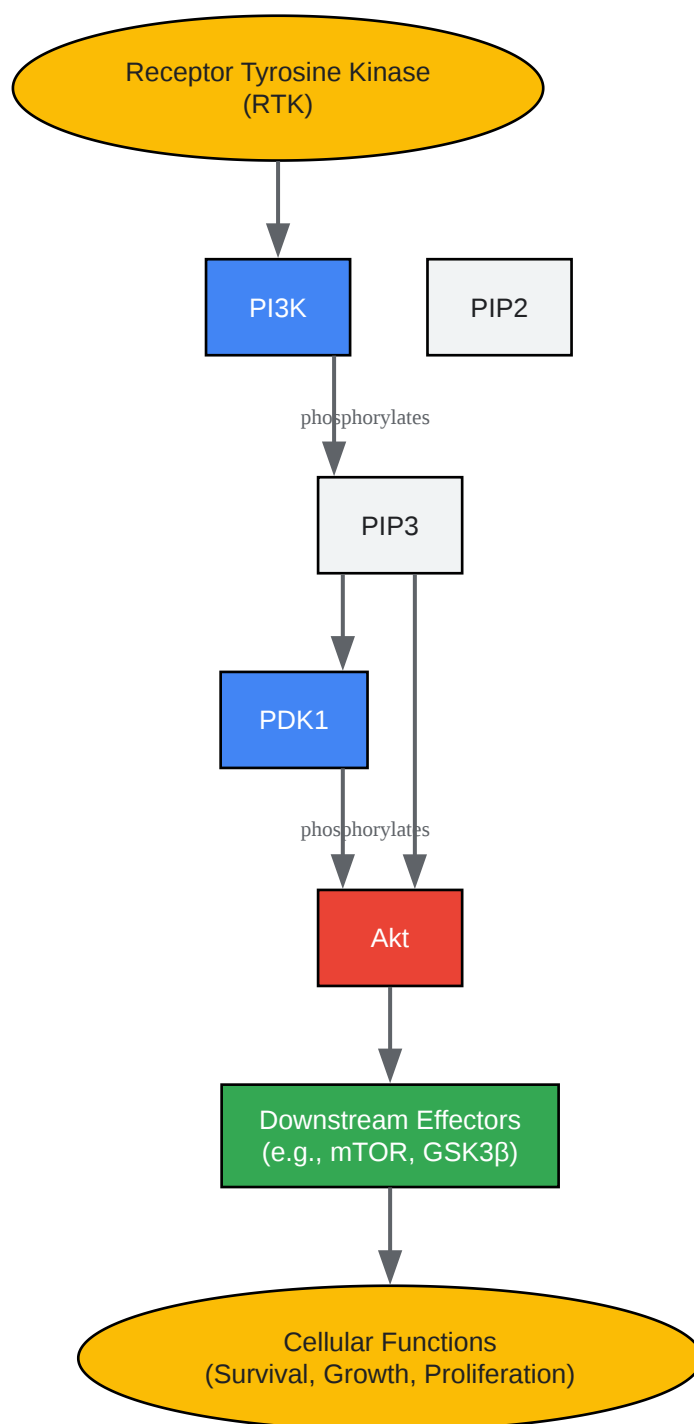 Receptor Tyrosine Kinase
(RTK)
PI3K
PIP2
phosphorylates
PIP3
PDK1
phosphorylates
Akt
Downstream Effectors
(e.g., mTOR, GSK3β)
Cellular Functions
(Survival, Growth, Proliferation)